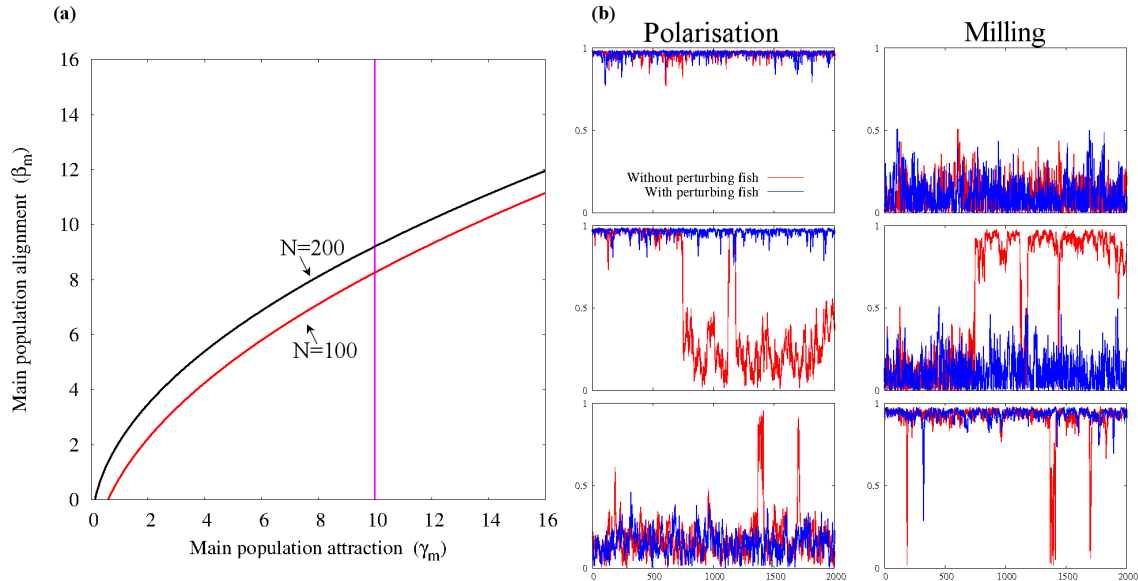 (a)
16
14
12
10
8
6
4
2
0
0 2 4 6 8 10 12 14 16
Main population alignment (βm)
Main population attraction (γm)
N=200
N=100
(b)
Polarisation Milling
1
0.5
0
Without perturbing fish
With perturbing fish
1
0.5
0
1
0.5
0
1
0.5
0
1
0.5
0
0 500 1000 1500 2000
1
0.5
0
0 500 1000 1500 2000